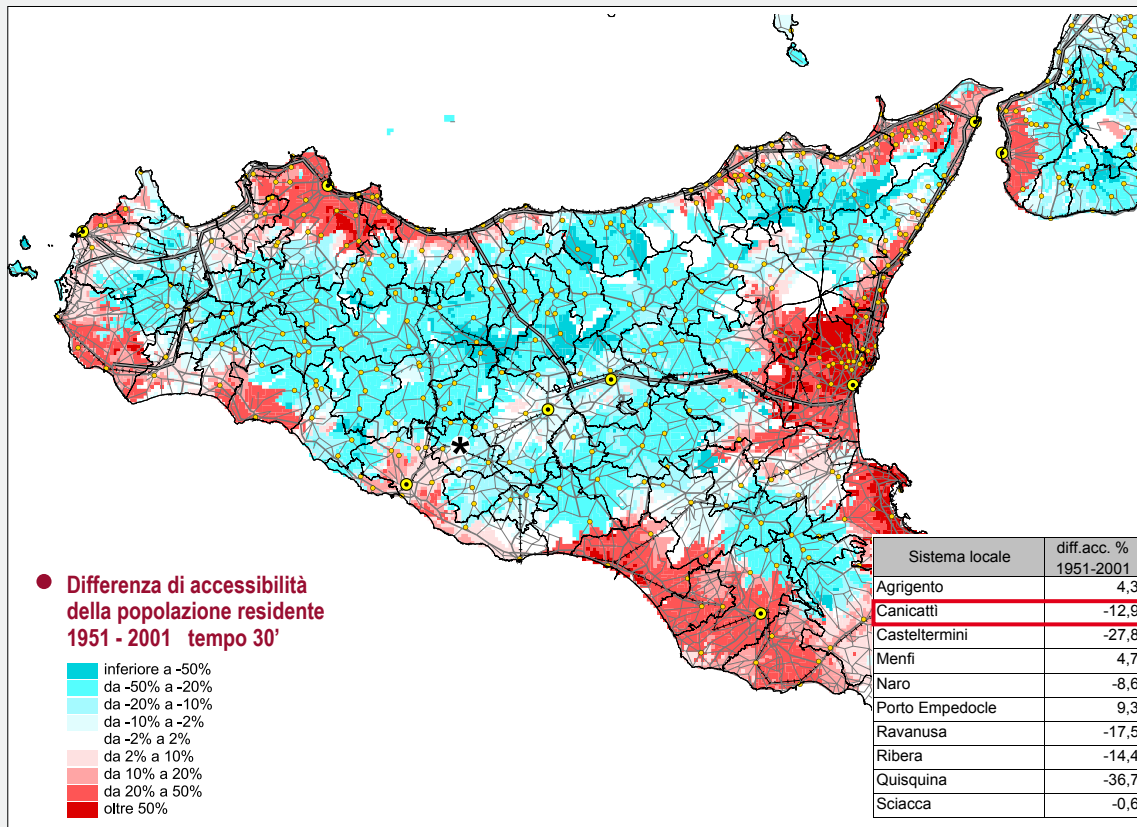 Differenza di accessibilità
della popolazione residente
1951 - 2001 tempo 30'
inferiore a -50%
da -50% a -20%
da -20% a -10%
da -10% a -2%
da -2% a 2%
da 2% a 10%
da 10% a 20%
da 20% a 50%
oltre 50%
Sistema locale diff.acc. % 1951-2001
Agrigento 4,3
Canicattì -12,9
Casteltermini -27,8
Menfi 4,7
Naro -8,6
Porto Empedocle 9,3
Ravanusa -17,5
Ribera -14,4
Quisquina -36,7
Sciacca -0,6